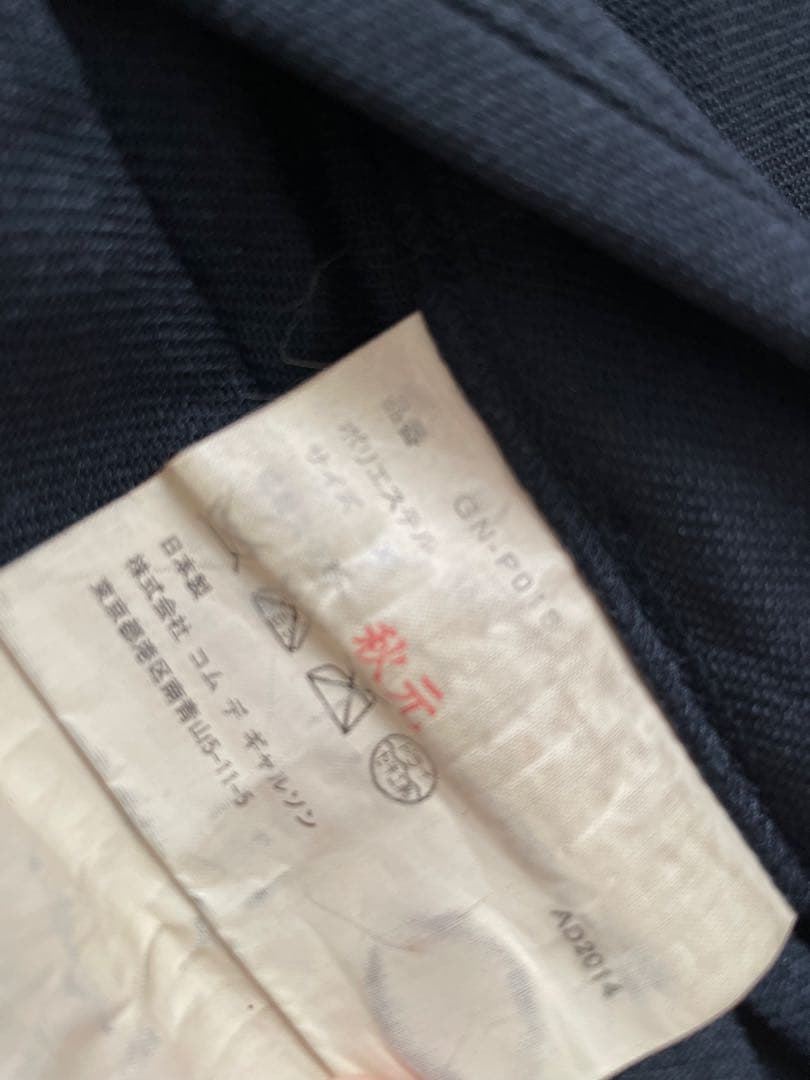 品番 GN-P01
ポリエステル
サイズ
秋元
日本製
株式会社 コム デ ギャルソン
東京都港区南青山5-11-5
AD2014